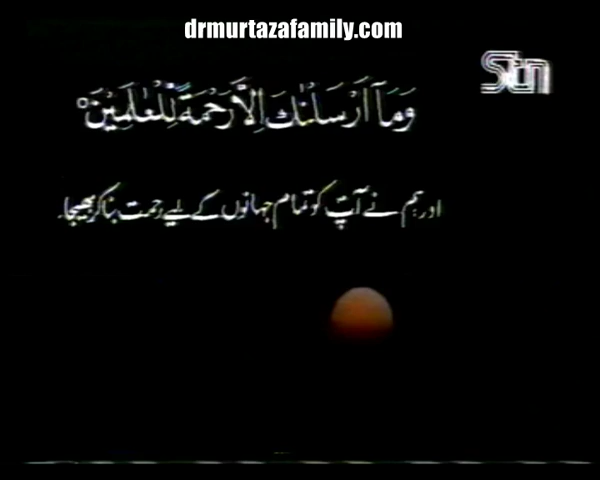 drmurtazafamily.com
Stn
وَمَآ اَرْسَلْنٰكَ اِلَّا رَحْمَةً لِّلْعٰلَمِيْنَ ۝
اور ہم نے آپؐ کو تمام جہانوں کے لیے رحمت بنا کر بھیجا۔